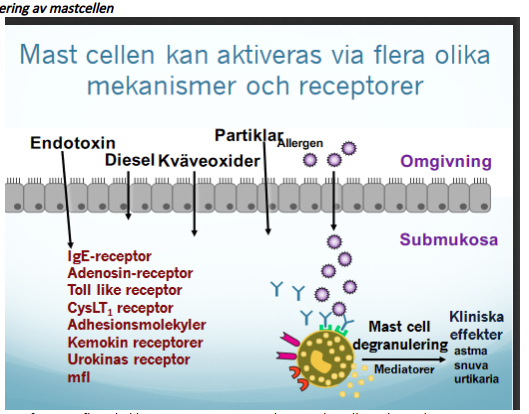 ering av mastcellen
Mast cellen kan aktiveras via flera olika
mekanismer och receptorer
Endotoxin
Diesel
Kväveoxider
Partiklar
Allergen
Omgivning
Submukosa
IgE-receptor
Adenosin-receptor
Toll like receptor
CysLT₁ receptor
Adhesionsmolekyler
Kemokin receptorer
Urokinas receptor
mfl
Mast cell
degranulering
Mediatorer
Kliniska
effekter
astma
snuva
urtikaria